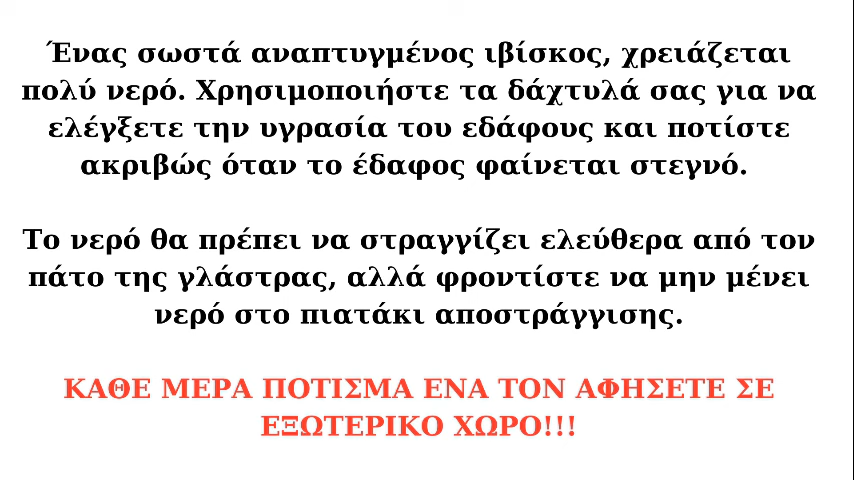 Ένας σωστά αναπτυγμένος ιβίσκος, χρειάζεται
πολύ νερό. Χρησιμοποιήστε τα δάχτυλά σας για να
ελέγξετε την υγρασία του εδάφους και ποτίστε
ακριβώς όταν το έδαφος φαίνεται στεγνό.
Το νερό θα πρέπει να στραγγίζει ελεύθερα από τον
πάτο της γλάστρας, αλλά φροντίστε να μην μένει
νερό στο πιατάκι αποστράγγισης.
ΚΑΘΕ ΜΕΡΑ ΠΟΤΙΣΜΑ ΕΝΑ ΤΟΝ ΑΦΗΣΕΤΕ ΣΕ
ΕΞΩΤΕΡΙΚΟ ΧΩΡΟ!!!